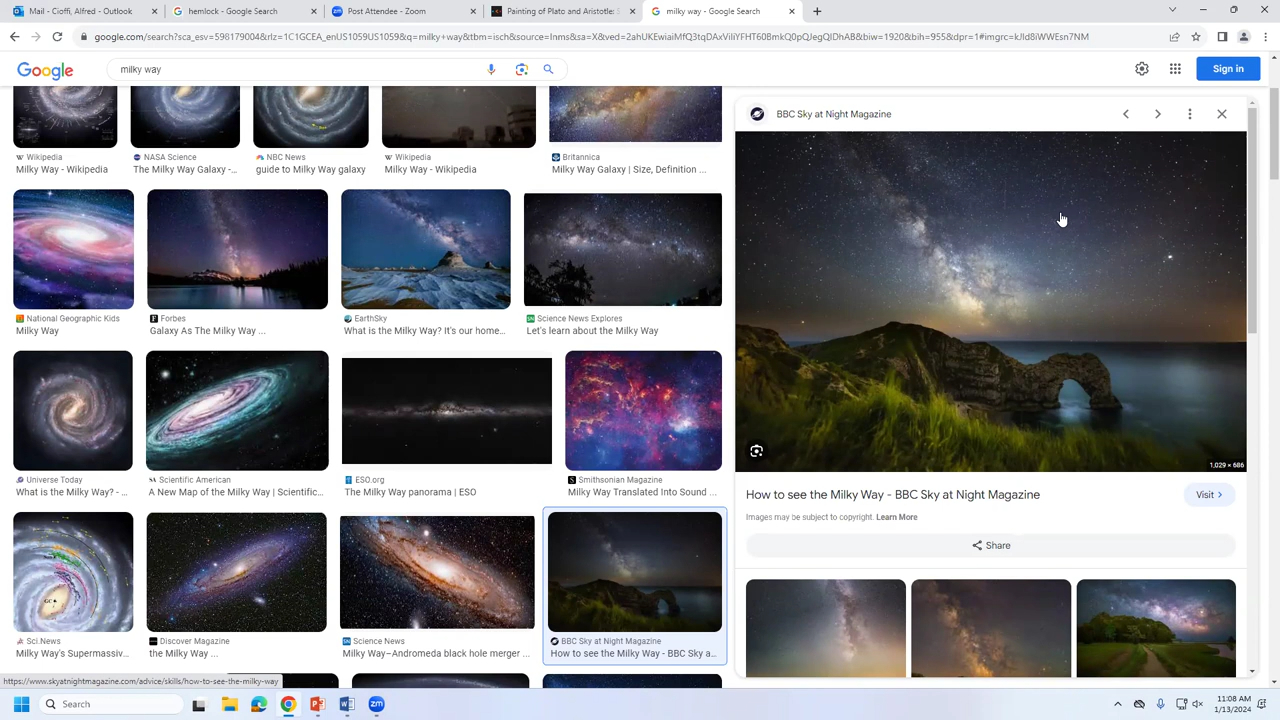 Mail - Cioffi, Alfred - Outlook
hemlock - Google Search
Post Attendee - Zoom
Painting of Plato and Aristotle: S
milky way - Google Search
google.com/search?sca_esv=598179004&rlz=1C1GCEA_enUS1059US1059&q=milky+way&tbm=isch&source=lnms&sa=X&ved=2ahUKEwiaiMfQ3tqDAxViliYFHT60BmkQ0pQJegQIDhAB&biw=1920&bih=955&dpr=1#imgrc=kJId8iWWEsn7NM
Google
milky way
Sign in
BBC Sky at Night Magazine
Wikipedia
Milky Way - Wikipedia
NASA Science
The Milky Way Galaxy -...
NBC News
guide to Milky Way galaxy
Wikipedia
Milky Way - Wikipedia
Britannica
Milky Way Galaxy | Size, Definition ...
National Geographic Kids
Milky Way
Forbes
Galaxy As The Milky Way ...
EarthSky
What is the Milky Way? It's our home...
Science News Explores
Let's learn about the Milky Way
Universe Today
What is the Milky Way? - ...
Scientific American
A New Map of the Milky Way | Scientific...
ESO.org
The Milky Way panorama | ESO
Smithsonian Magazine
Milky Way Translated Into Sound ...
Sci.News
Milky Way's Supermassiv...
Discover Magazine
the Milky Way ...
Science News
Milky Way–Andromeda black hole merger ...
BBC Sky at Night Magazine
How to see the Milky Way - BBC Sky a...
1,029 × 686
How to see the Milky Way - BBC Sky at Night Magazine
Visit
Images may be subject to copyright. Learn More
Share
https://www.skyatnightmagazine.com/advice/skills/how-to-see-the-milky-way
Search
11:08 AM
1/13/2024